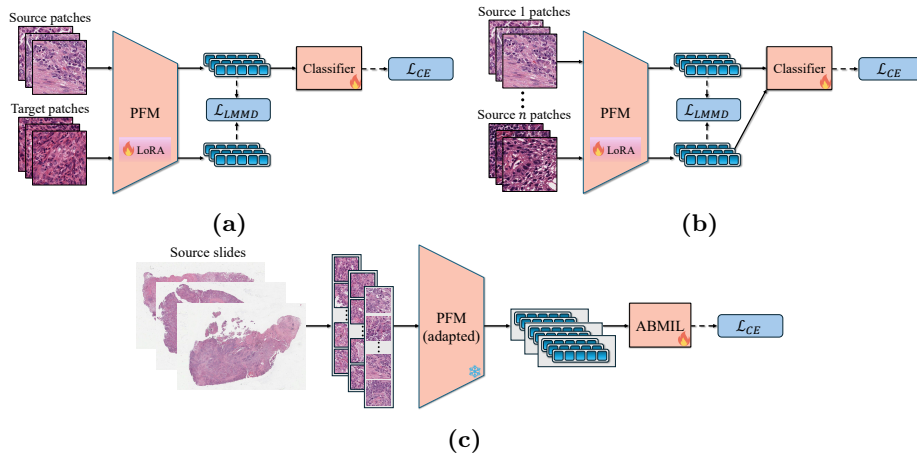 Source patches
Target patches
PFM
LoRA
Classifier
ℒ_CE
ℒ_LMMD
(a)
Source 1 patches
Source n patches
PFM
LoRA
Classifier
ℒ_CE
ℒ_LMMD
(b)
Source slides
PFM
(adapted)
ABMIL
ℒ_CE
(c)